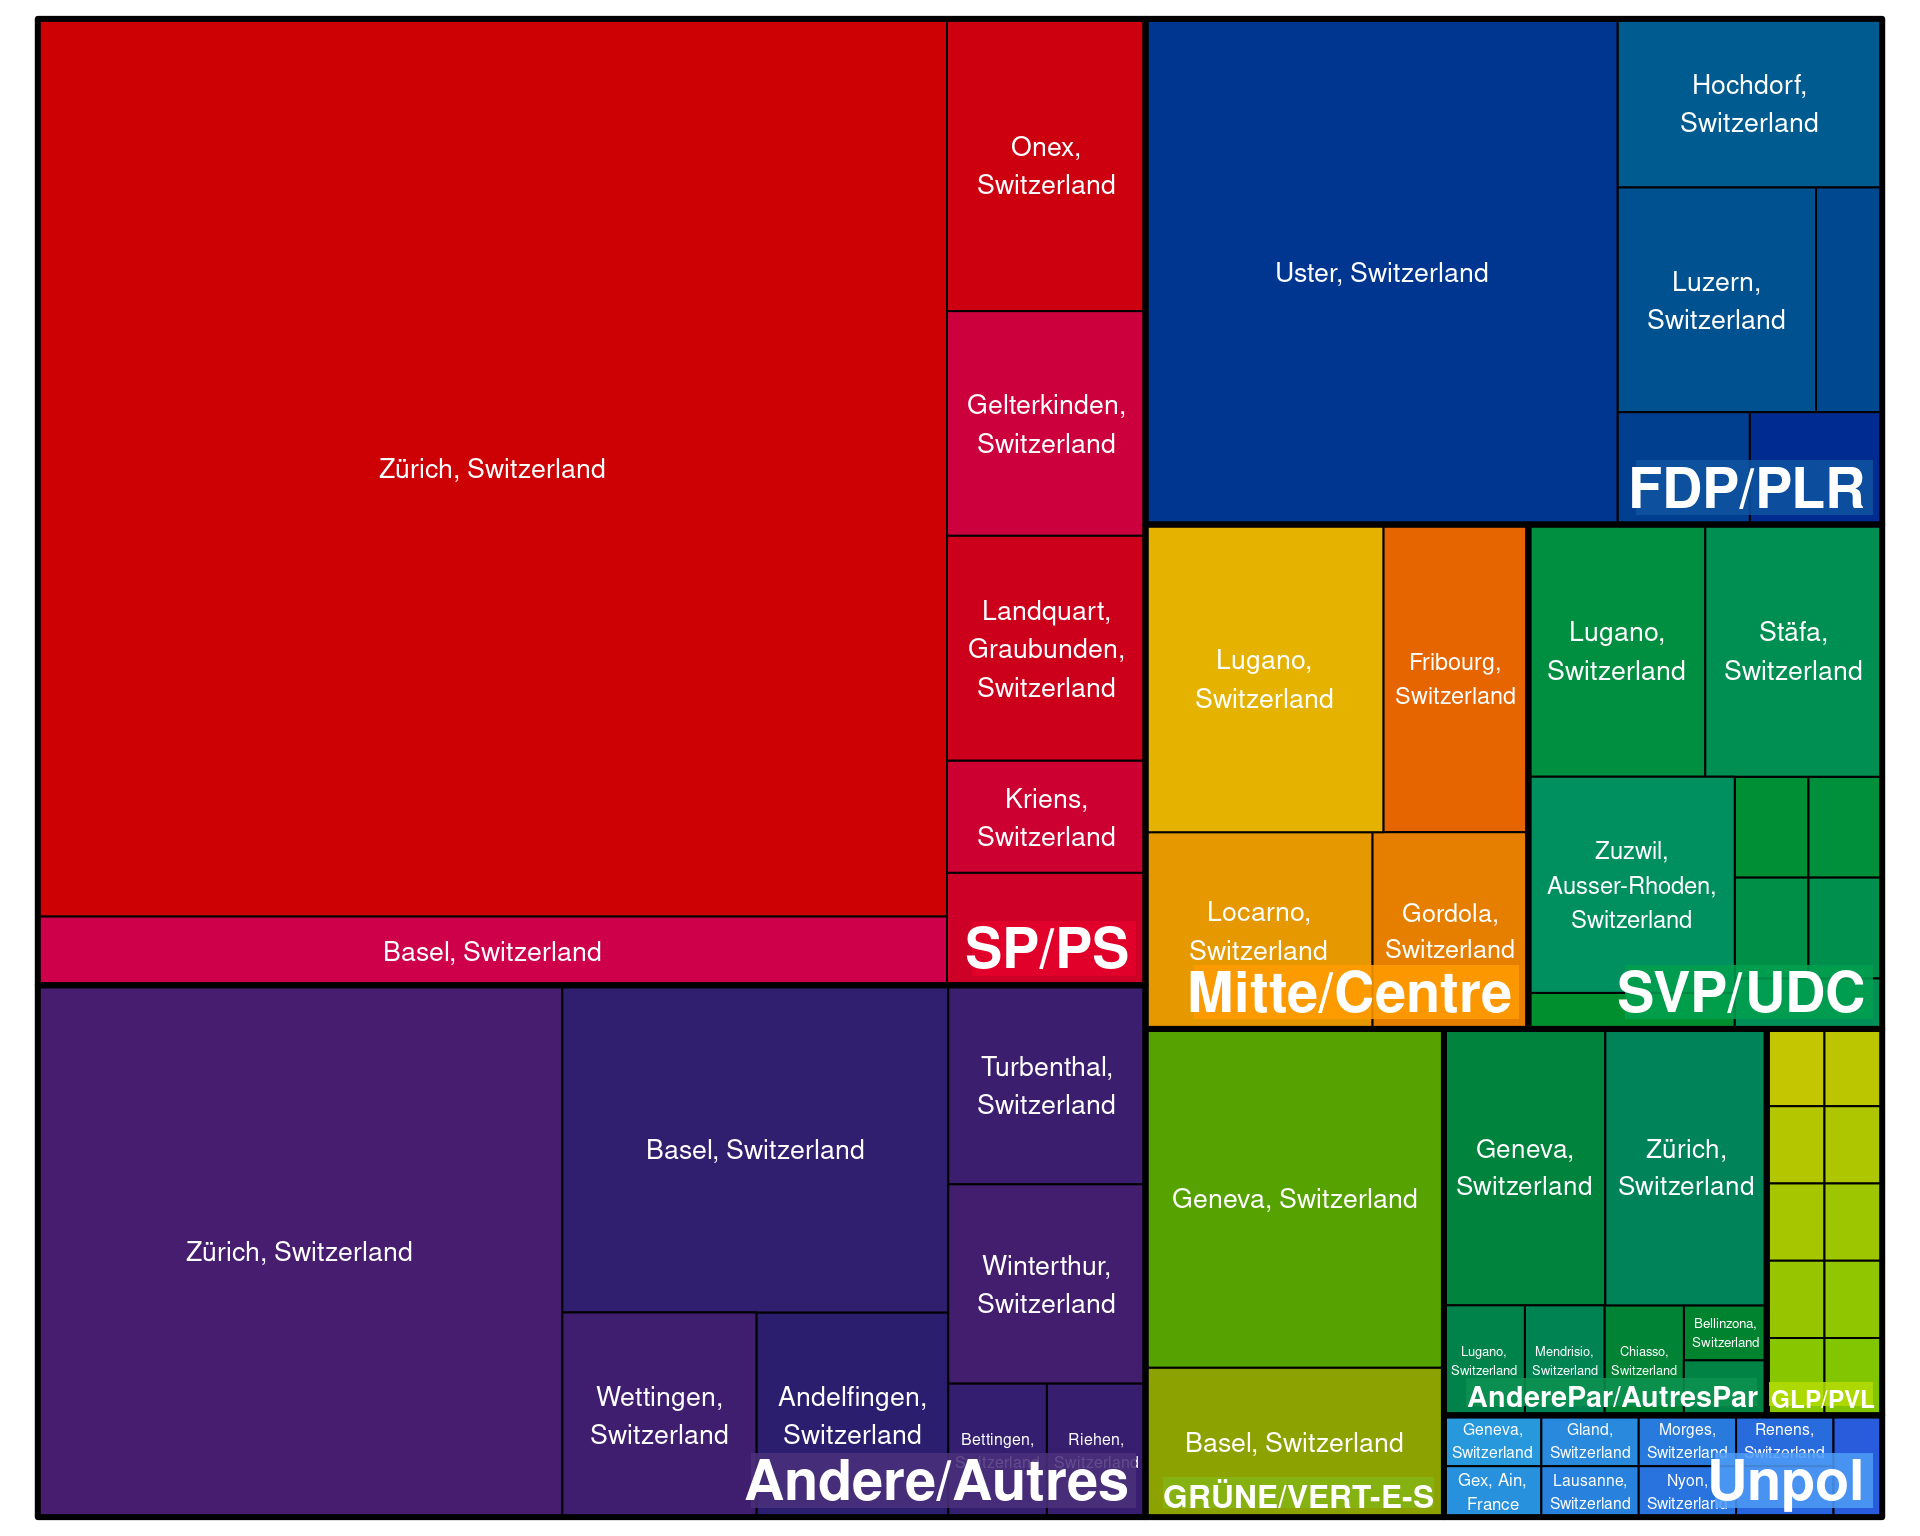 Zürich, Switzerland
Basel, Switzerland
Onex,
Switzerland
Gelterkinden,
Switzerland
Landquart,
Graubunden,
Switzerland
Kriens,
Switzerland
SP/PS
Zürich, Switzerland
Basel, Switzerland
Wettingen,
Switzerland
Andelfingen,
Switzerland
Turbenthal,
Switzerland
Winterthur,
Switzerland
Bettingen,
Switzerland
Riehen,
Switzerland
Andere/Autres
Uster, Switzerland
Hochdorf,
Switzerland
Luzern,
Switzerland
FDP/PLR
Lugano,
Switzerland
Fribourg,
Switzerland
Locarno,
Switzerland
Gordola,
Switzerland
Mitte/Centre
Lugano,
Switzerland
Stäfa,
Switzerland
Zuzwil,
Ausser-Rhoden,
Switzerland
SVP/UDC
Geneva, Switzerland
Basel, Switzerland
GRÜNE/VERT-E-S
Geneva,
Switzerland
Zürich,
Switzerland
Lugano,
Switzerland
Mendrisio,
Switzerland
Chiasso,
Switzerland
Bellinzona,
Switzerland
AnderePar/AutresPar
GLP/PVL
Geneva,
Switzerland
Gland,
Switzerland
Morges,
Switzerland
Renens,
Switzerland
Gex, Ain,
France
Lausanne,
Switzerland
Nyon,
Switzerland
Unpol